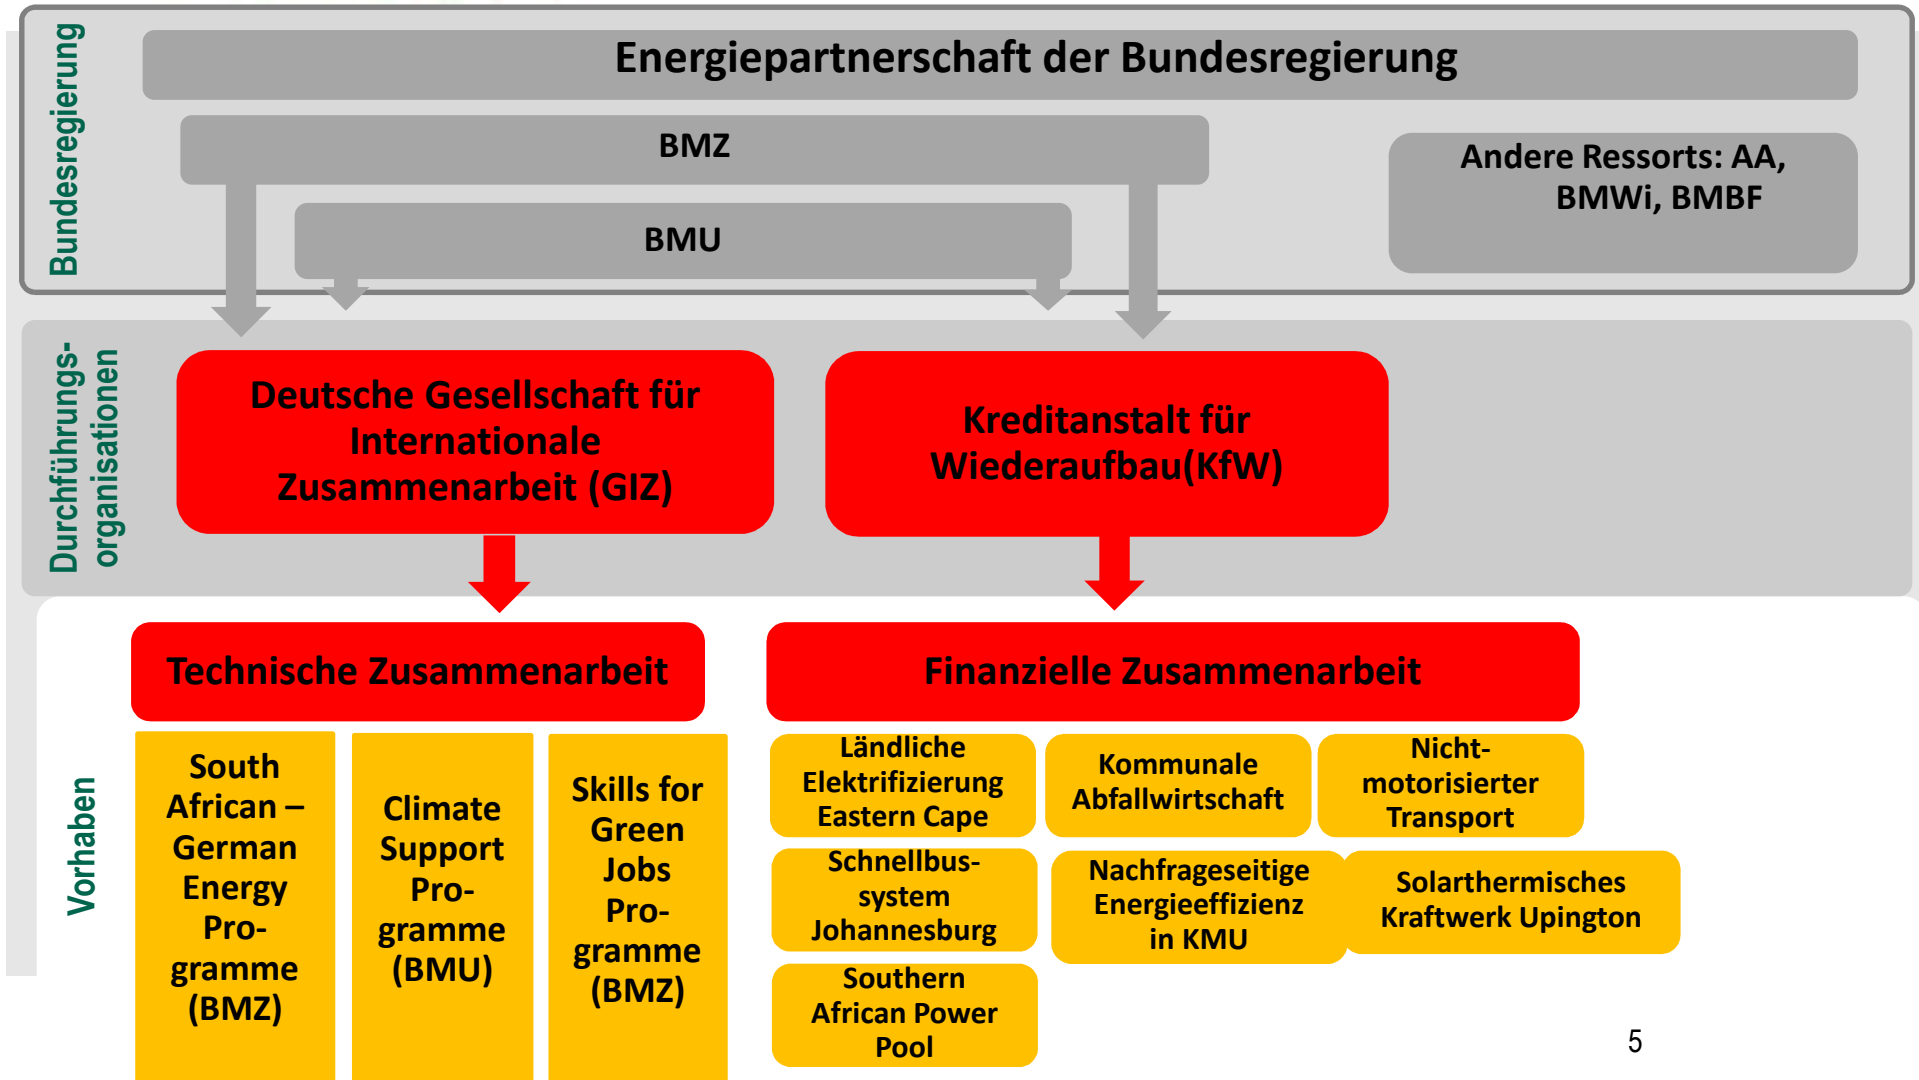 Bundesregierung
Energiepartnerschaft der Bundesregierung
BMZ
BMU
Andere Ressorts: AA,
BMWi, BMBF
Durchführungs-
organisationen
Deutsche Gesellschaft für
Internationale
Zusammenarbeit (GIZ)
Kreditanstalt für
Wiederaufbau(KfW)
Vorhaben
Technische Zusammenarbeit
South
African –
German
Energy
Pro-
gramme
(BMZ)
Climate
Support
Pro-
gramme
(BMU)
Skills for
Green
Jobs
Pro-
gramme
(BMZ)
Finanzielle Zusammenarbeit
Ländliche
Elektrifizierung
Eastern Cape
Kommunale
Abfallwirtschaft
Nicht-
motorisierter
Transport
Schnellbus-
system
Johannesburg
Nachfrageseitige
Energieeffizienz
in KMU
Solarthermisches
Kraftwerk Upington
Southern
African Power
Pool
5